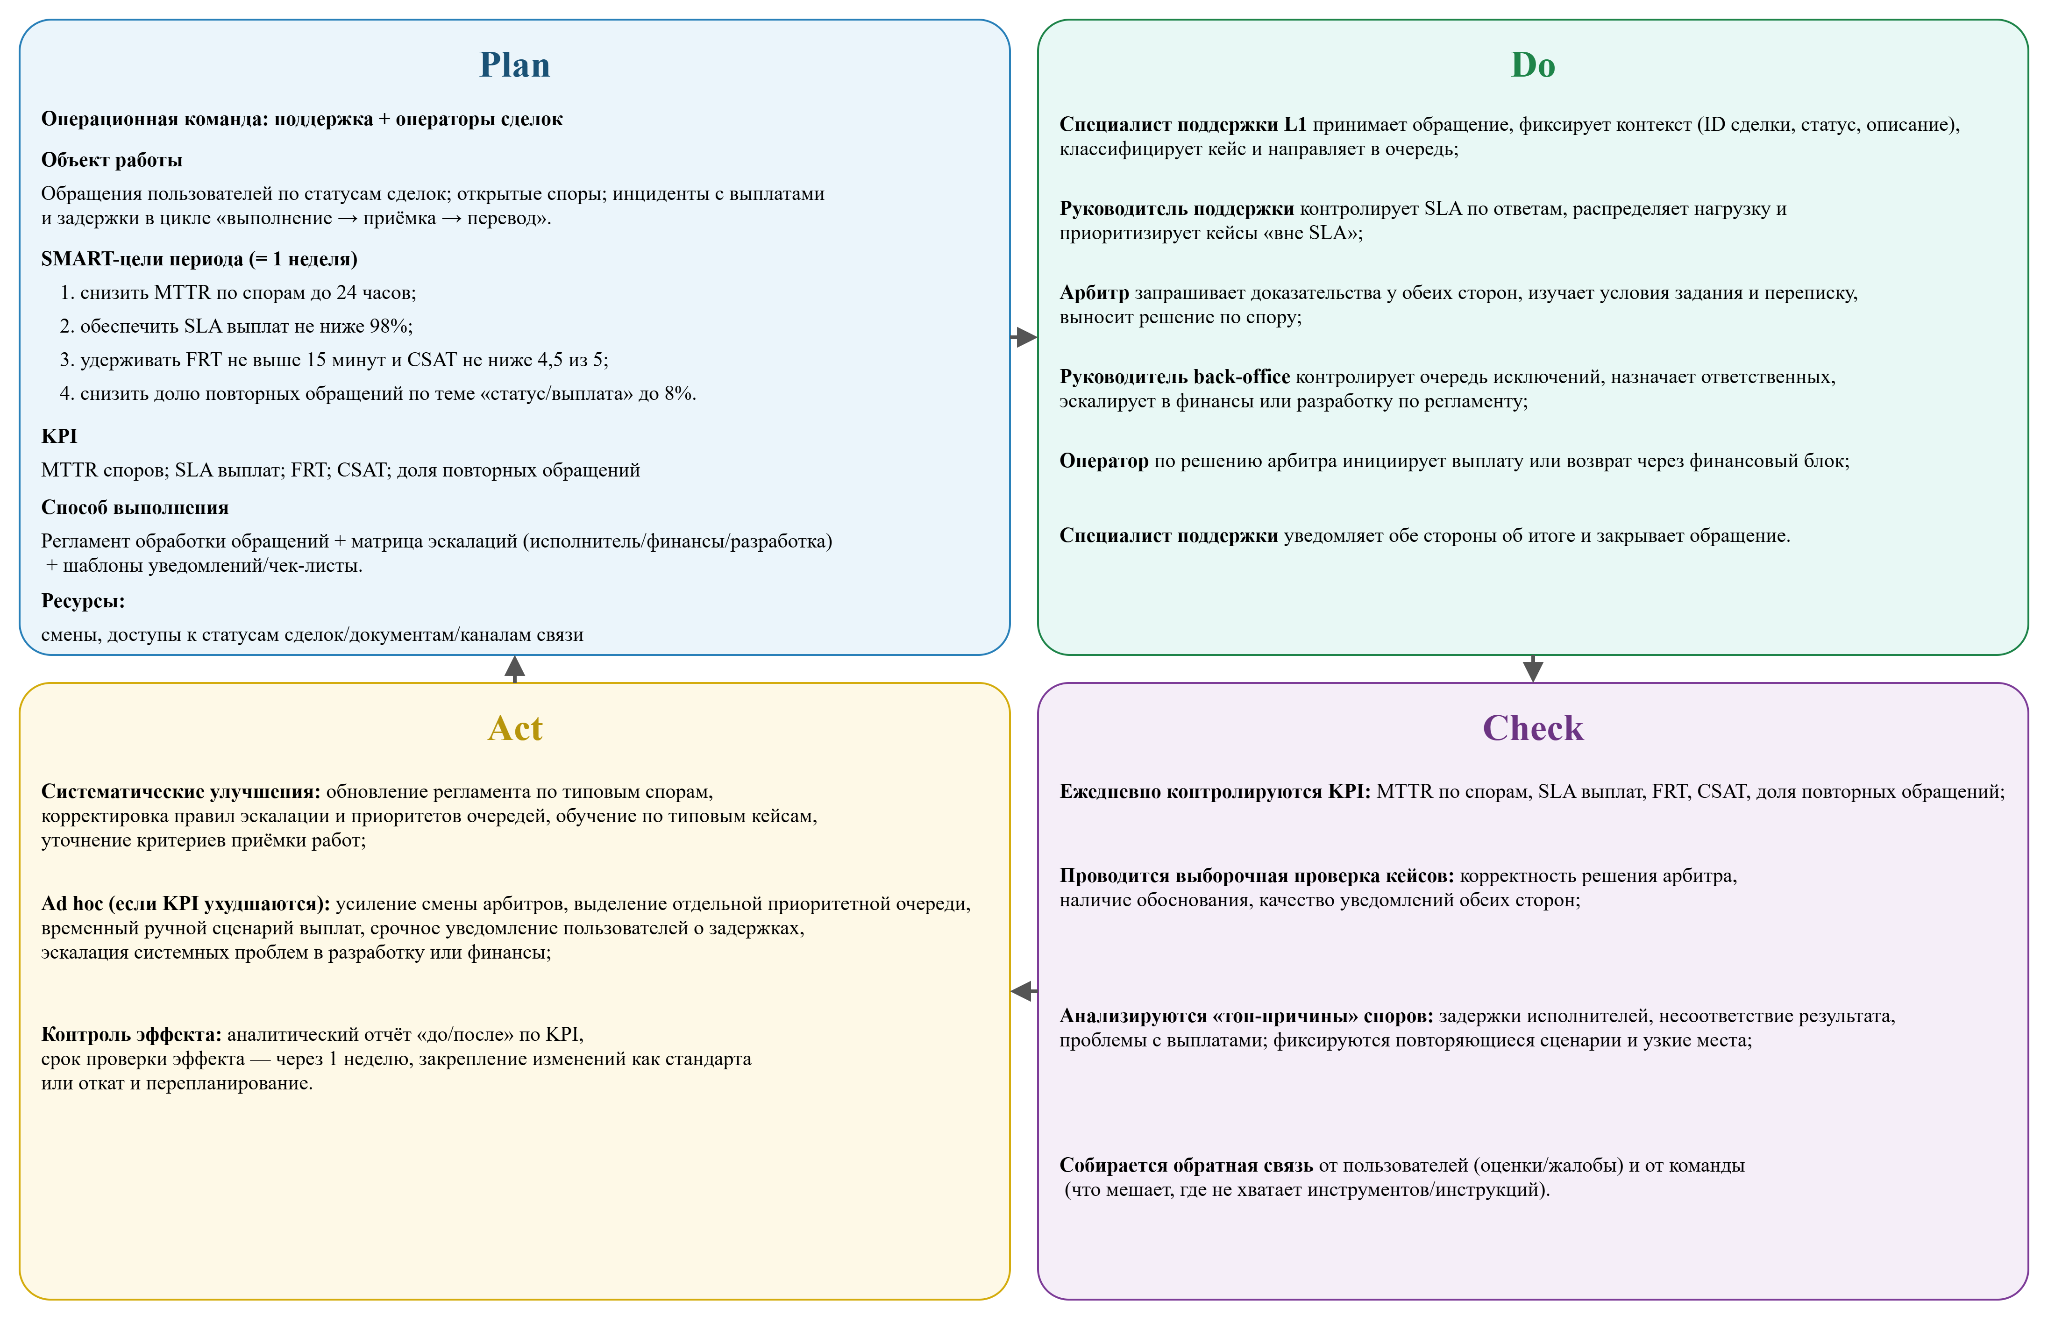 Plan
Операционная команда: поддержка + операторы сделок
Объект работы
Обращения пользователей по статусам сделок; открытые споры; инциденты с выплатами
и задержки в цикле «выполнение → приёмка → перевод».
SMART-цели периода (= 1 неделя)
1. снизить MTTR по спорам до 24 часов;
2. обеспечить SLA выплат не ниже 98%;
3. удерживать FRT не выше 15 минут и CSAT не ниже 4,5 из 5;
4. снизить долю повторных обращений по теме «статус/выплата» до 8%.
KPI
MTTR споров; SLA выплат; FRT; CSAT; доля повторных обращений
Способ выполнения
Регламент обработки обращений + матрица эскалаций (исполнитель/финансы/разработка)
+ шаблоны уведомлений/чек-листы.
Ресурсы:
смены, доступы к статусам сделок/документам/каналам связи
Do
Специалист поддержки L1 принимает обращение, фиксирует контекст (ID сделки, статус, описание),
классифицирует кейс и направляет в очередь;
Руководитель поддержки контролирует SLA по ответам, распределяет нагрузку и
приоритизирует кейсы «вне SLA»;
Арбитр запрашивает доказательства у обеих сторон, изучает условия задания и переписку,
выносит решение по спору;
Руководитель back-office контролирует очередь исключений, назначает ответственных,
эскалирует в финансы или разработку по регламенту;
Оператор по решению арбитра инициирует выплату или возврат через финансовый блок;
Специалист поддержки уведомляет обе стороны об итоге и закрывает обращение.
Act
Систематические улучшения: обновление регламента по типовым спорам,
корректировка правил эскалации и приоритетов очередей, обучение по типовым кейсам,
уточнение критериев приёмки работ;
Ad hoc (если KPI ухудшаются): усиление смены арбитров, выделение отдельной приоритетной очереди,
временный ручной сценарий выплат, срочное уведомление пользователей о задержках,
эскалация системных проблем в разработку или финансы;
Контроль эффекта: аналитический отчёт «до/после» по KPI,
срок проверки эффекта — через 1 неделю, закрепление изменений как стандарта
или откат и перепланирование.
Check
Ежедневно контролируются KPI: MTTR по спорам, SLA выплат, FRT, CSAT, доля повторных обращений;
Проводится выборочная проверка кейсов: корректность решения арбитра,
наличие обоснования, качество уведомлений обеих сторон;
Анализируются «топ-причины» споров: задержки исполнителей, несоответствие результата,
проблемы с выплатами; фиксируются повторяющиеся сценарии и узкие места;
Собирается обратная связь от пользователей (оценки/жалобы) и от команды
(что мешает, где не хватает инструментов/инструкций).